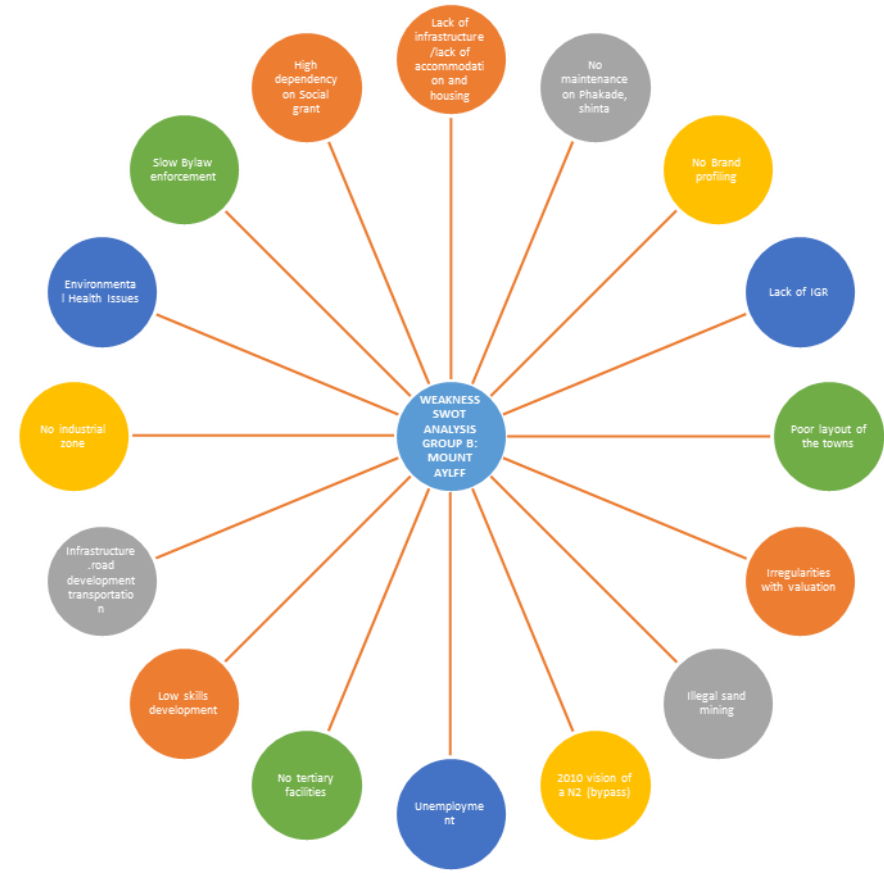 Lack of
infrastructure
/lack of
accommodati
on and
housing
No
maintenance
on Phakade,
shinta
No Brand
profiling
Lack of IGR
Poor layout of
the towns
Irregularities
with valuation
Illegal sand
mining
2010 vision of
a N2 (bypass)
Unemployme
nt
No tertiary
facilities
Low skills
development
Infrastructure
.road
development
transportatio
n
No industrial
zone
Environmenta
l Health Issues
Slow Bylaw
enforcement
High
dependency
on Social
grant
WEAKNESS
SWOT
ANALYSIS
GROUP B:
MOUNT
AYLFF